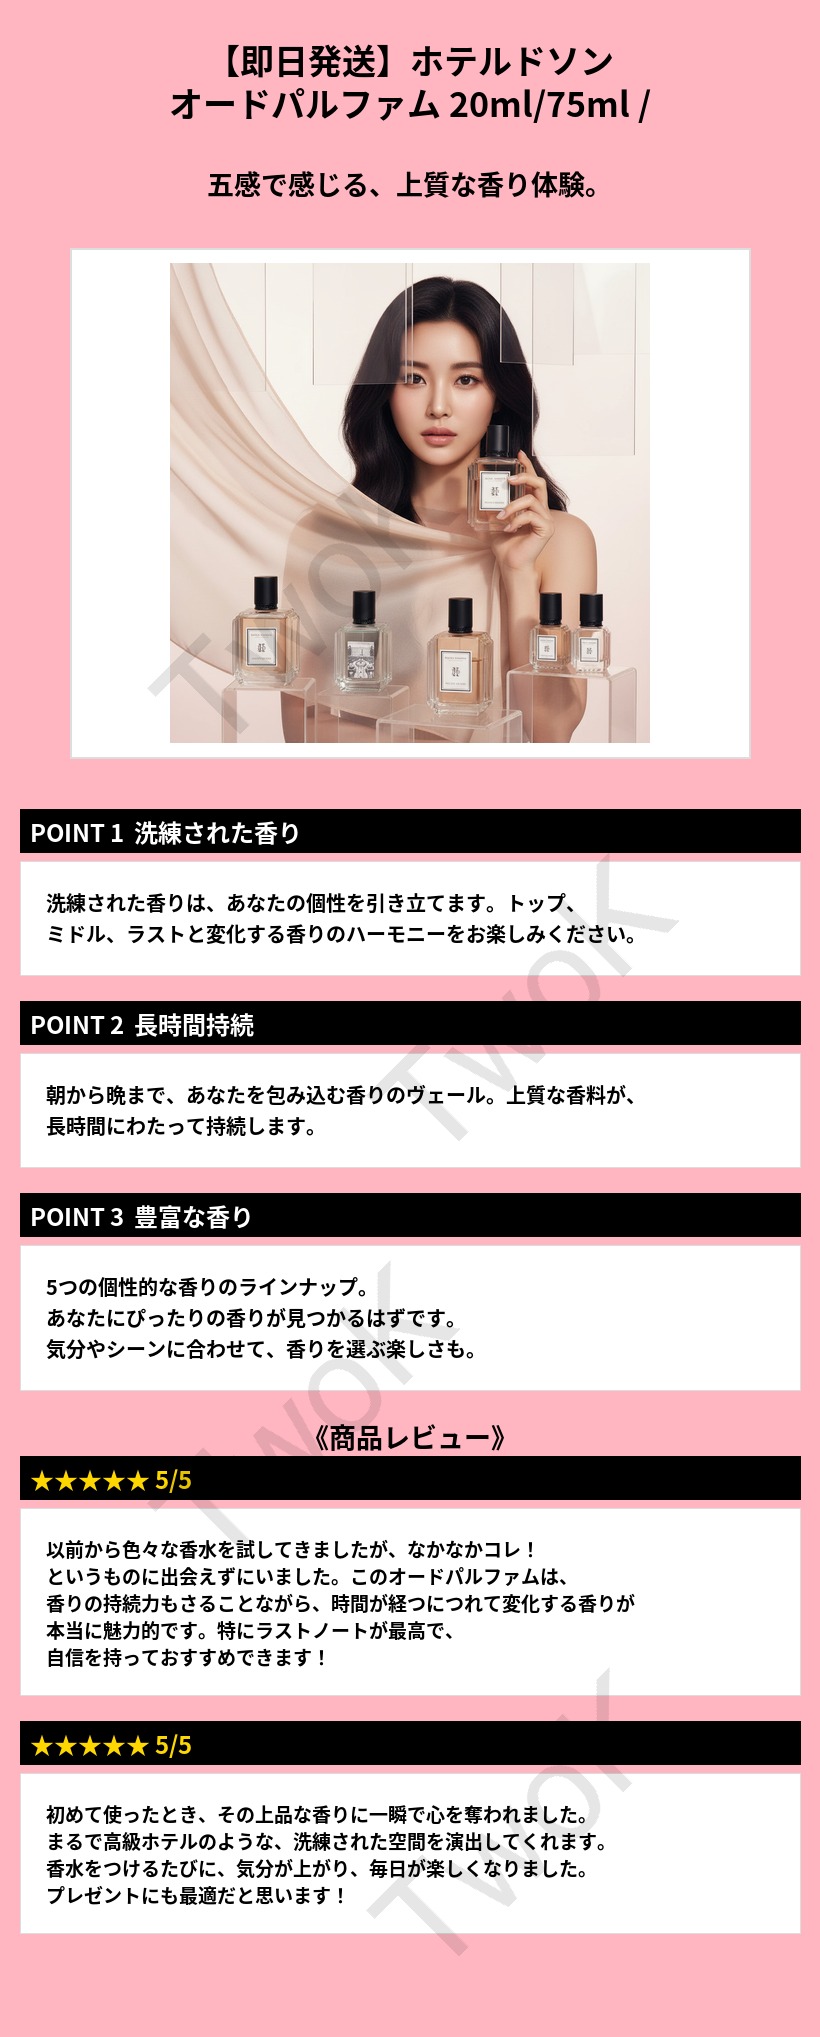 【即日発送】ホテルドソン
オードパルファム 20ml/75ml /
五感で感じる、上質な香り体験。
TwoK
POINT 1 洗練された香り
洗練された香りは、あなたの個性を引き立てます。トップ、
ミドル、ラストと変化する香りのハーモニーをお楽しみください。
TwoK
POINT 2 長時間持続
朝から晩まで、あなたを包み込む香りのヴェール。上質な香料が、
長時間にわたって持続します。
POINT 3 豊富な香り
5つの個性的な香りのラインナップ。
あなたにぴったりの香りが見つかるはずです。
気分やシーンに合わせて、香りを選ぶ楽しさも。
TwoK
《商品レビュー》
★★★★★ 5/5
以前から色々な香水を試してきましたが、なかなかコレ！
というものに出会えずにいました。このオードパルファムは、
香りの持続力もさることながら、時間が経つにつれて変化する香りが
本当に魅力的です。特にラストノートが最高で、
自信を持っておすすめできます！
★★★★★ 5/5
初めて使ったとき、その上品な香りに一瞬で心を奪われました。
まるで高級ホテルのような、洗練された空間を演出してくれます。
香水をつけるたびに、気分が上がり、毎日が楽しくなりました。
プレゼントにも最適だと思います！
TwoK